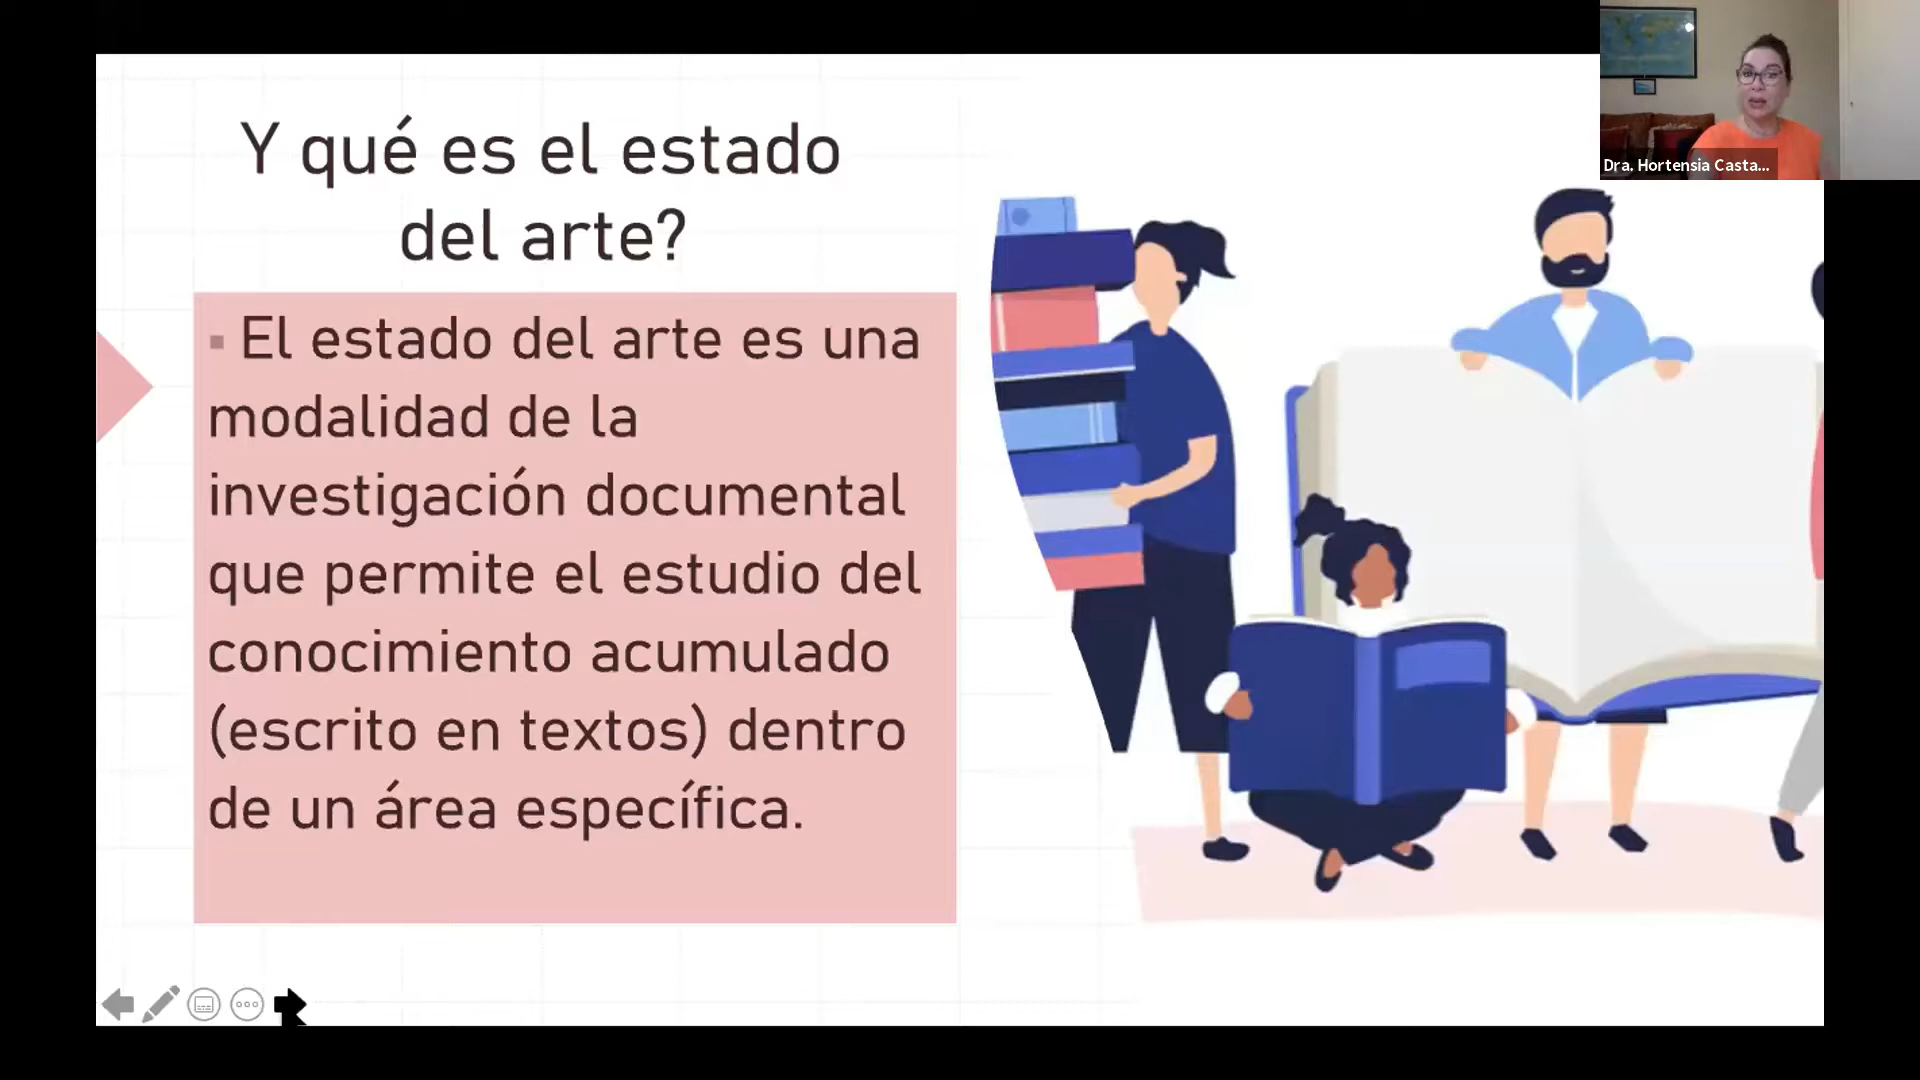 Y qué es el estado
del arte?
El estado del arte es una
modalidad de la
investigación documental
que permite el estudio del
conocimiento acumulado
(escrito en textos) dentro
de un área específica.
Dra. Hortensia Casta...